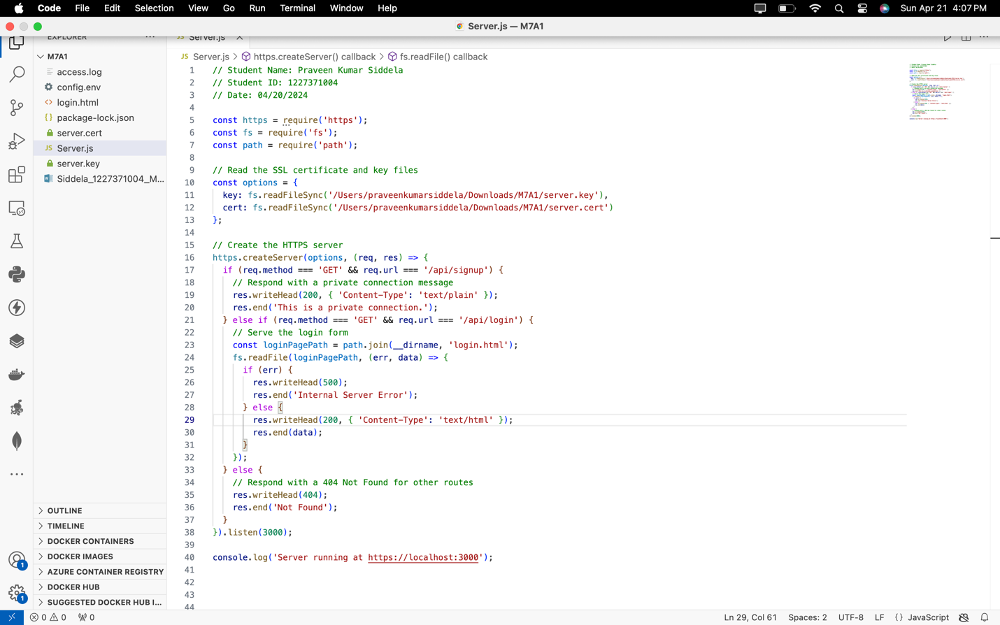 Code File Edit Selection View Go Run Terminal Window Help Sun Apr 21 4:07 PM
Server.js — M7A1
EXPLORER
JS Server.js
M7A1
access.log
config.env
login.html
package-lock.json
server.cert
JS Server.js
server.key
Siddela_1227371004_M...
OUTLINE
TIMELINE
DOCKER CONTAINERS
DOCKER IMAGES
AZURE CONTAINER REGISTRY
DOCKER HUB
SUGGESTED DOCKER HUB I...
1
1
JS Server.js > https.createServer() callback > fs.readFile() callback
1 // Student Name: Praveen Kumar Siddela
2 // Student ID: 1227371004
3 // Date: 04/20/2024
4
5 const https = require('https');
6 const fs = require('fs');
7 const path = require('path');
8
9 // Read the SSL certificate and key files
10 const options = {
11 key: fs.readFileSync('/Users/praveenkumarsiddela/Downloads/M7A1/server.key'),
12 cert: fs.readFileSync('/Users/praveenkumarsiddela/Downloads/M7A1/server.cert')
13 };
14
15 // Create the HTTPS server
16 https.createServer(options, (req, res) => {
17 if (req.method === 'GET' && req.url === '/api/signup') {
18 // Respond with a private connection message
19 res.writeHead(200, { 'Content-Type': 'text/plain' });
20 res.end('This is a private connection.');
21 } else if (req.method === 'GET' && req.url === '/api/login') {
22 // Serve the login form
23 const loginPagePath = path.join(__dirname, 'login.html');
24 fs.readFile(loginPagePath, (err, data) => {
25 if (err) {
26 res.writeHead(500);
27 res.end('Internal Server Error');
28 } else {
29 res.writeHead(200, { 'Content-Type': 'text/html' });
30 res.end(data);
31 }
32 });
33 } else {
34 // Respond with a 404 Not Found for other routes
35 res.writeHead(404);
36 res.end('Not Found');
37 }
38 }).listen(3000);
39
40 console.log('Server running at https://localhost:3000');
41
42
43
44
0 0 0 Ln 29, Col 61 Spaces: 2 UTF-8 LF {} JavaScript